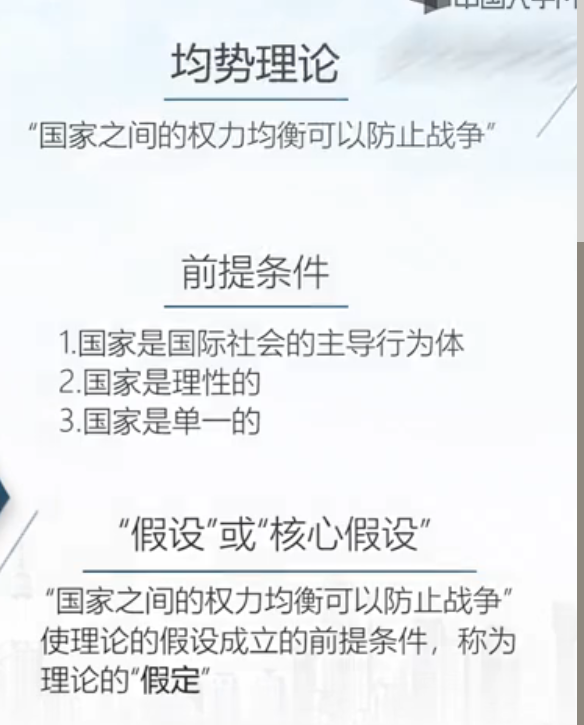 均势理论
“国家之间的权力均衡可以防止战争”
前提条件
1.国家是国际社会的主导行为体
2.国家是理性的
3.国家是单一的
“假设”或“核心假设”
“国家之间的权力均衡可以防止战争”
使理论的假设成立的前提条件，称为
理论的“假定”